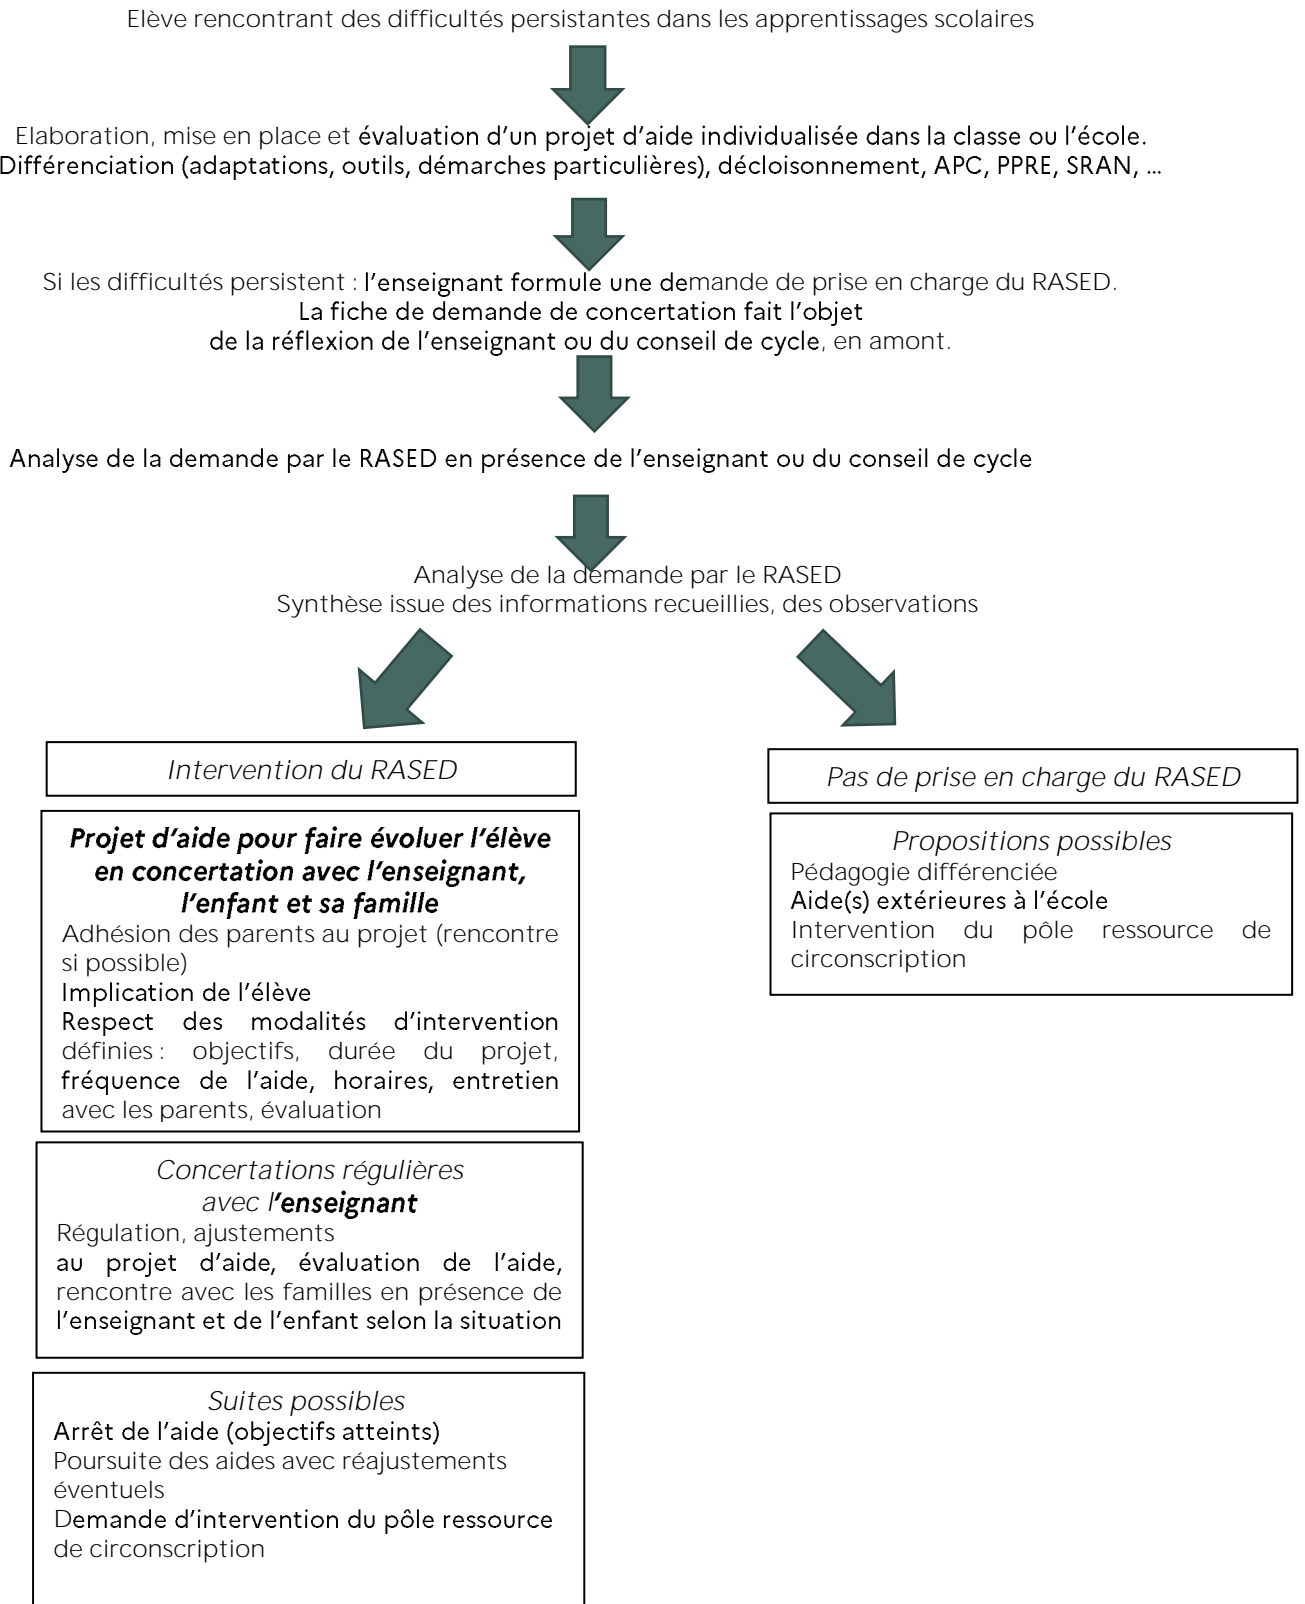 Elève rencontrant des difficultés persistantes dans les apprentissages scolaires
Elaboration, mise en place et évaluation d’un projet d’aide individualisée dans la classe ou l’école.
Différenciation (adaptations, outils, démarches particulières), décloisonnement, APC, PPRE, SRAN, ...
Si les difficultés persistent : l’enseignant formule une demande de prise en charge du RASED.
La fiche de demande de concertation fait l’objet
de la réflexion de l’enseignant ou du conseil de cycle, en amont.
Analyse de la demande par le RASED en présence de l’enseignant ou du conseil de cycle
Analyse de la demande par le RASED
Synthèse issue des informations recueillies, des observations
Intervention du RASED
Projet d’aide pour faire évoluer l’élève
en concertation avec l’enseignant,
l’enfant et sa famille
Adhésion des parents au projet (rencontre
si possible)
Implication de l’élève
Respect des modalités d’intervention
définies : objectifs, durée du projet,
fréquence de l’aide, horaires, entretien
avec les parents, évaluation
Concertations régulières
avec l’enseignant
Régulation, ajustements
au projet d’aide, évaluation de l’aide,
rencontre avec les familles en présence de
l’enseignant et de l’enfant selon la situation
Suites possibles
Arrêt de l’aide (objectifs atteints)
Poursuite des aides avec réajustements
éventuels
Demande d’intervention du pôle ressource
de circonscription
Pas de prise en charge du RASED
Propositions possibles
Pédagogie différenciée
Aide(s) extérieures à l’école
Intervention du pôle ressource de
circonscription